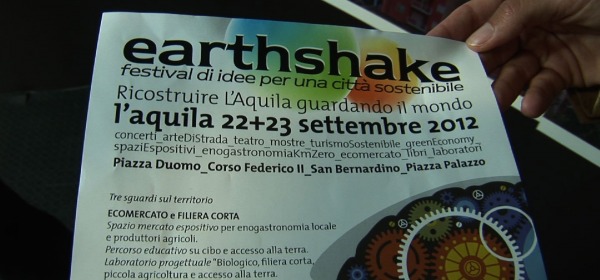 earthshake
festival di idee per una città sostenibile
Ricostruire L'Aquila guardando il mondo
l'aquila 22+23 settembre 2012
concerti_arteDiStrada_teatro_mostre_turismoSostenibile_greenEconomy_
spaziEspositivi_enogastronomiaKmZero_ecomercato_libri_laboratori
Piazza Duomo_Corso Federico II_San Bernardino_Piazza Palazzo
Tre sguardi sul territorio
ECOMERCATO e FILIERA CORTA
Spazio mercato espositivo per enogastronomia locale
e produttori agricoli.
Percorso educativo su cibo e accesso alla terra.
Laboratorio progettuale "Biologico, filiera corta,
piccola agricoltura e accesso alla terra.